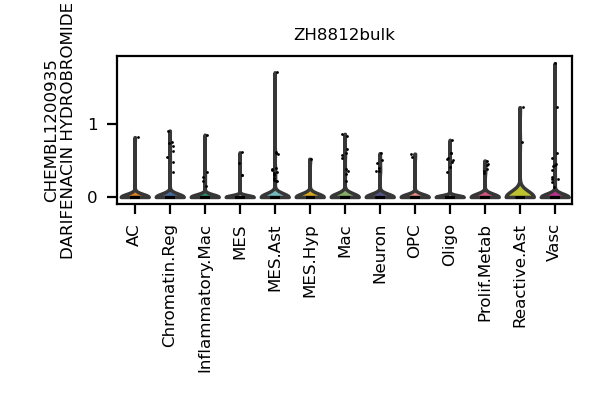 ZH8812bulk
CHEMBL1200935
DARIFENACIN HYDROBROMIDE
1
0
AC
Chromatin.Reg
Inflammatory.Mac
MES
MES.Ast
MES.Hyp
Mac
Neuron
OPC
Oligo
Prolif.Metab
Reactive.Ast
Vasc